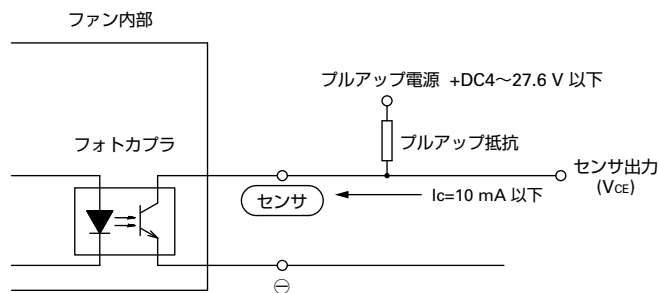 ファン内部
プルアップ電源 +DC4～27.6 V 以下
フォトカプラ
プルアップ抵抗
センサ出力
(VCE)
センサ
Ic=10 mA 以下
⊖